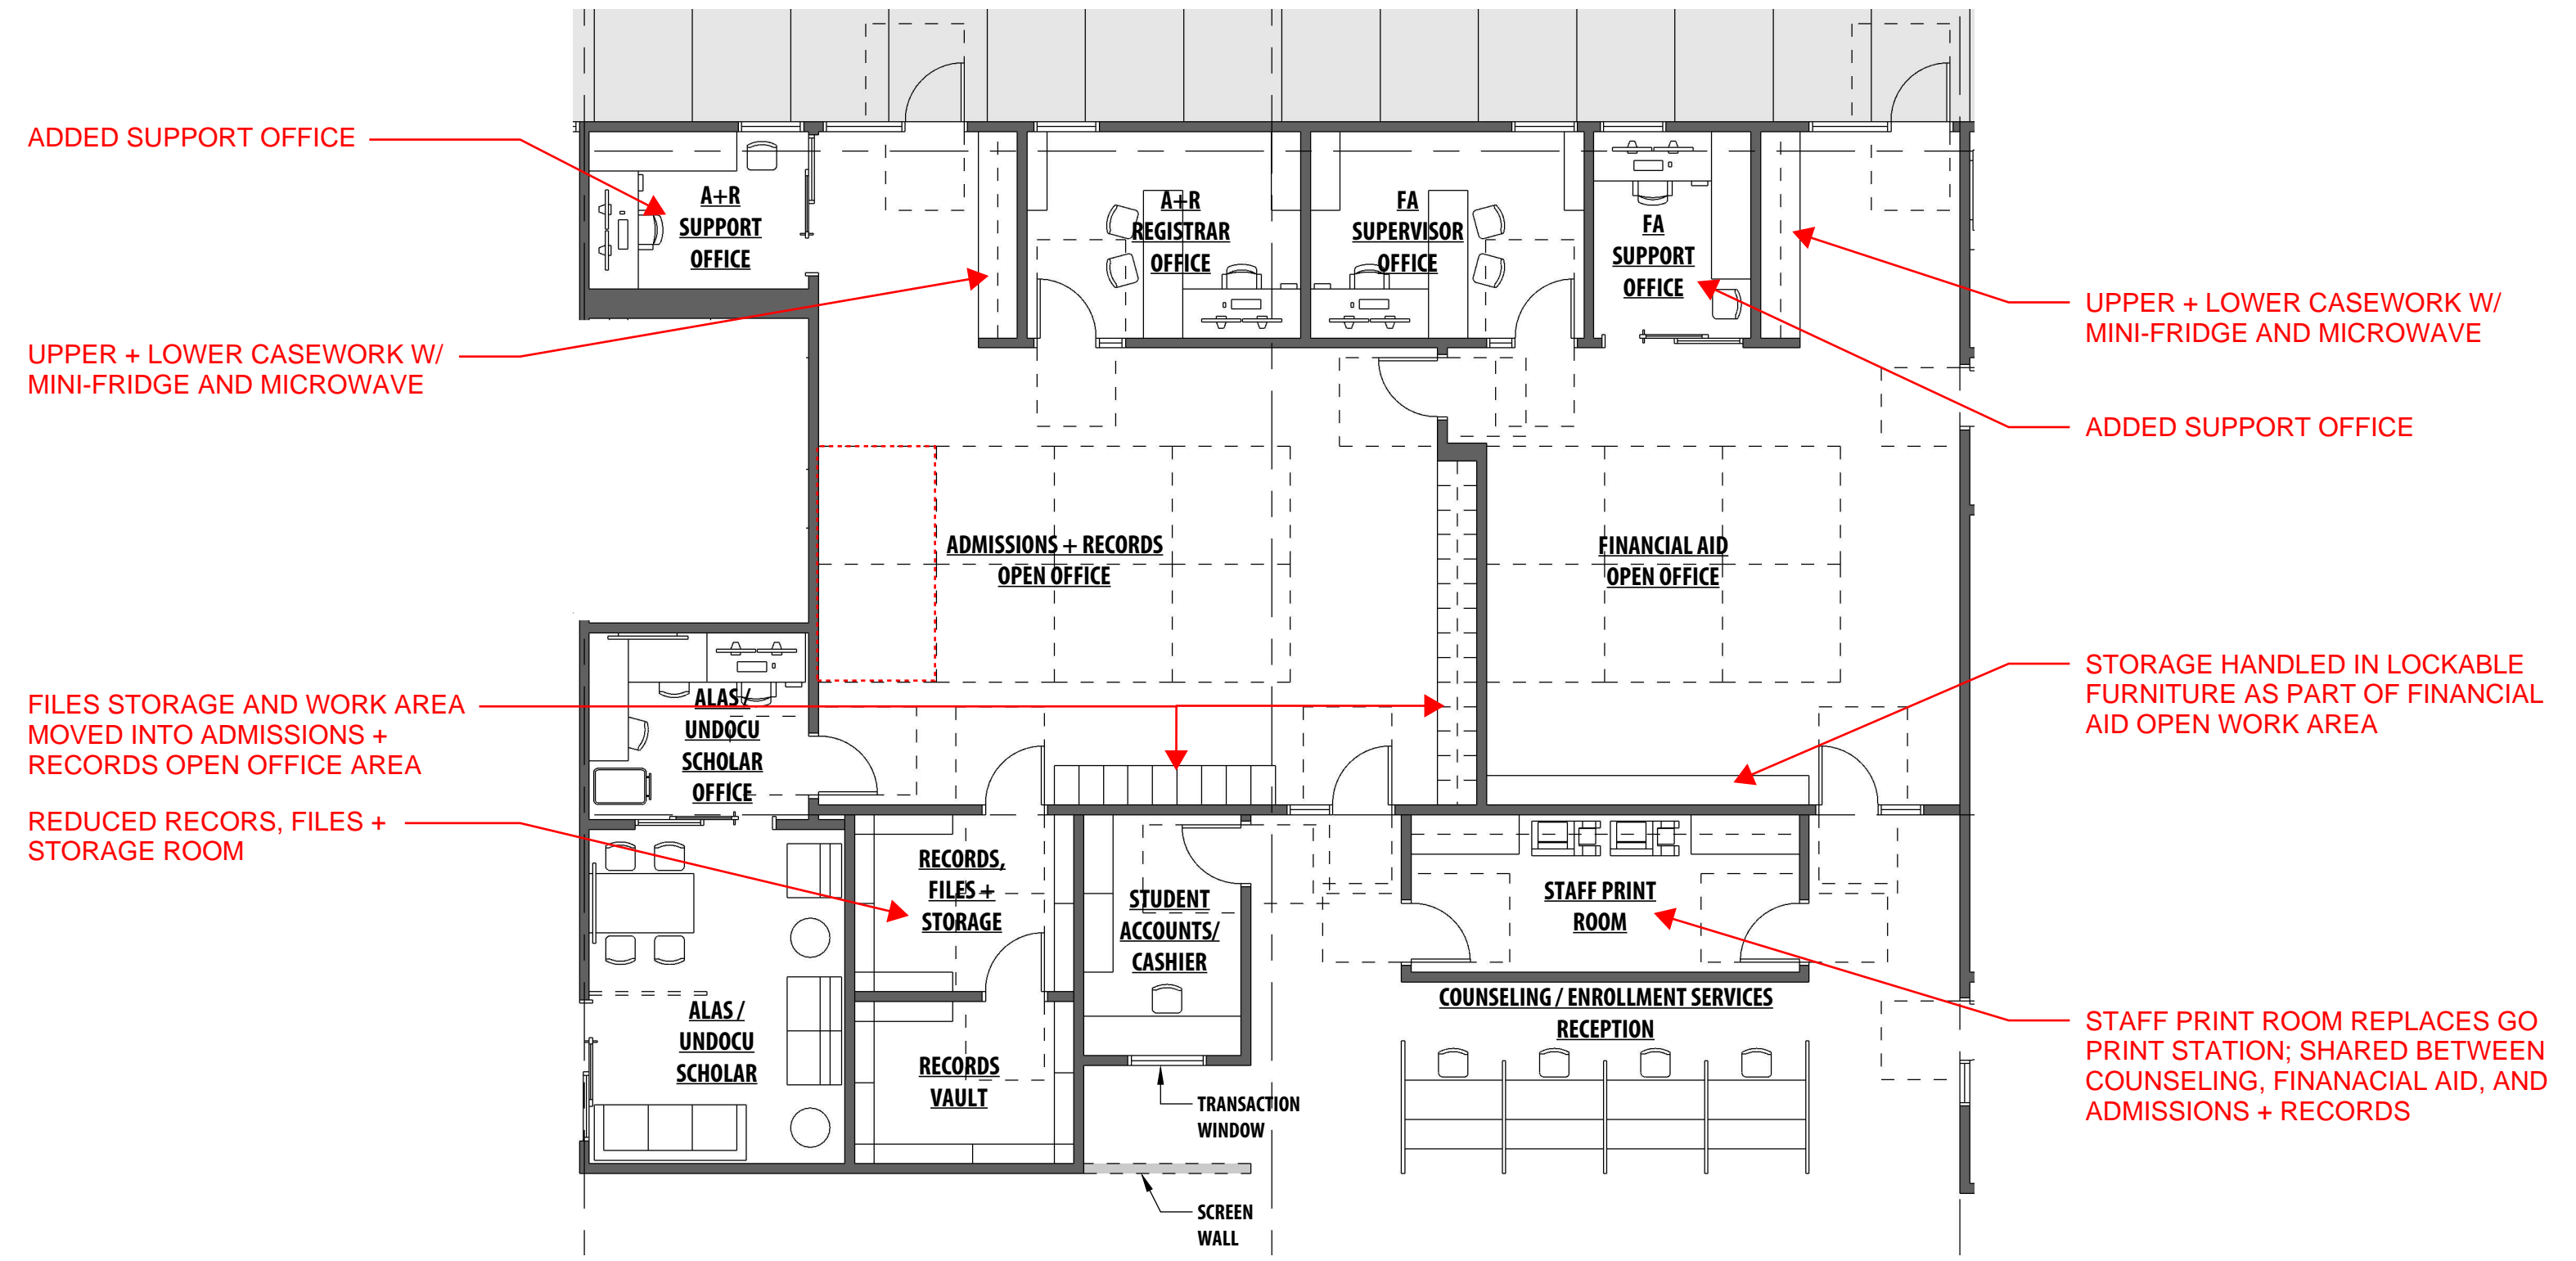 ADDED SUPPORT OFFICE
UPPER + LOWER CASEWORK W/
MINI-FRIDGE AND MICROWAVE
FILES STORAGE AND WORK AREA
MOVED INTO ADMISSIONS +
RECORDS OPEN OFFICE AREA
REDUCED RECORS, FILES +
STORAGE ROOM
A+R
SUPPORT
OFFICE
A+R
REGISTRAR
OFFICE
FA
SUPERVISOR
OFFICE
FA
SUPPORT
OFFICE
ADMISSIONS + RECORDS
OPEN OFFICE
FINANCIAL AID
OPEN OFFICE
ALAS /
UNDOCU
SCHOLAR
OFFICE
RECORDS,
FILES +
STORAGE
STUDENT
ACCOUNTS/
CASHIER
STAFF PRINT
ROOM
COUNSELING / ENROLLMENT SERVICES
RECEPTION
ALAS /
UNDOCU
SCHOLAR
RECORDS
VAULT
TRANSACTION
WINDOW
SCREEN
WALL
UPPER + LOWER CASEWORK W/
MINI-FRIDGE AND MICROWAVE
ADDED SUPPORT OFFICE
STORAGE HANDLED IN LOCKABLE
FURNITURE AS PART OF FINANCIAL
AID OPEN WORK AREA
STAFF PRINT ROOM REPLACES GO
PRINT STATION; SHARED BETWEEN
COUNSELING, FINANACIAL AID, AND
ADMISSIONS + RECORDS